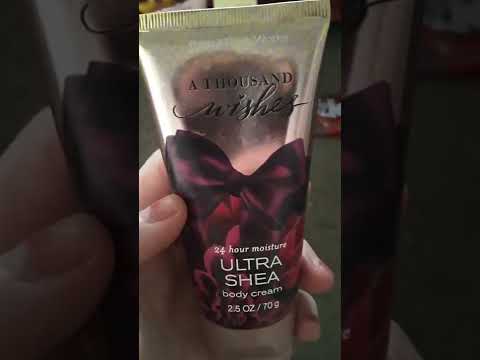 A THOUSAND
wishes
24 hour moisture
ULTRA
SHEA
body cream
2.5 OZ / 70 g